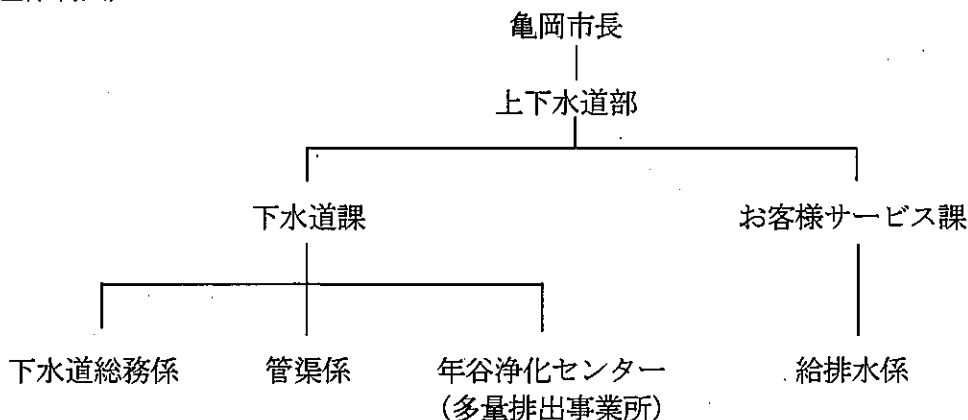 亀岡市長
上下水道部
下水道課
お客様サービス課
下水道総務係
管渠係
年谷浄化センター
(多量排出事業所)
給排水係